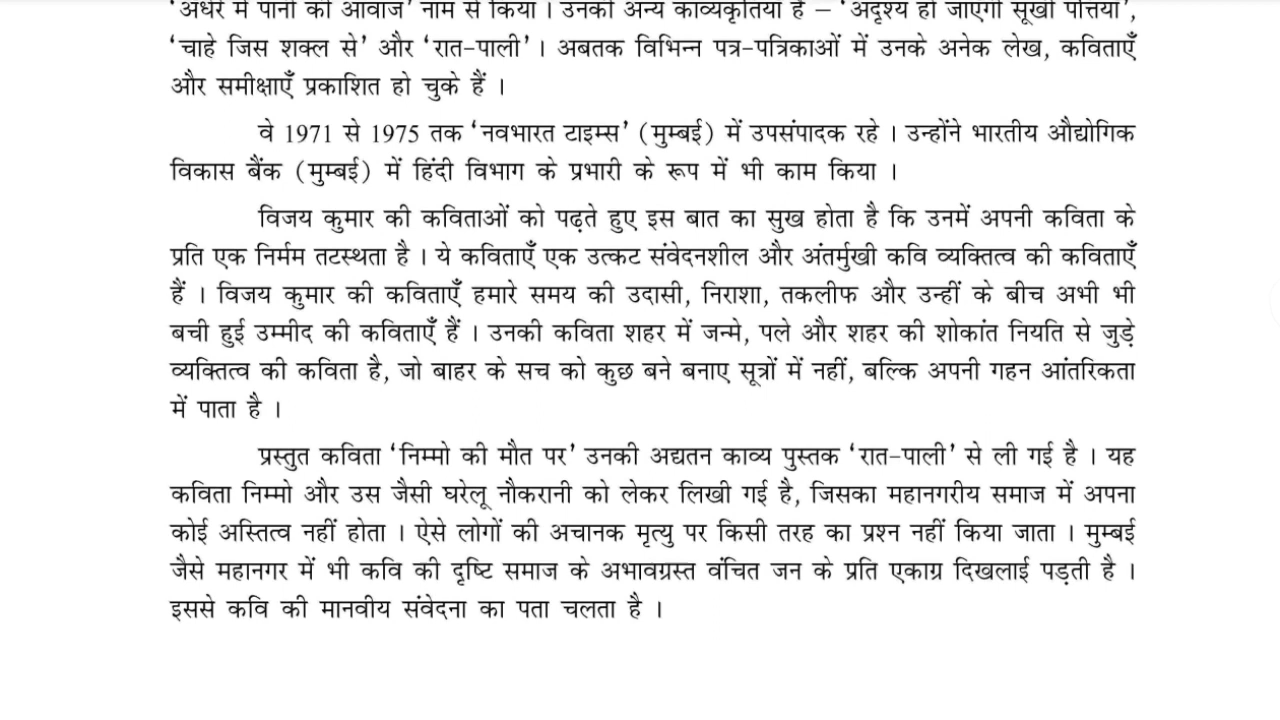 ‘अँधेरे में पानी की आवाज’ नाम से किया । उनकी अन्य काव्यकृतियाँ हैं – ‘अदृश्य हो जाएँगी सूखी पत्तियाँ’,
‘चाहे जिस शक्ल से’ और ‘रात-पाली’ । अबतक विभिन्न पत्र-पत्रिकाओं में उनके अनेक लेख, कविताएँ
और समीक्षाएँ प्रकाशित हो चुके हैं ।
वे 1971 से 1975 तक ‘नवभारत टाइम्स’ (मुम्बई) में उपसंपादक रहे । उन्होंने भारतीय औद्योगिक
विकास बैंक (मुम्बई) में हिंदी विभाग के प्रभारी के रूप में भी काम किया ।
विजय कुमार की कविताओं को पढ़ते हुए इस बात का सुख होता है कि उनमें अपनी कविता के
प्रति एक निर्मम तटस्थता है । ये कविताएँ एक उत्कट संवेदनशील और अंतर्मुखी कवि व्यक्तित्व की कविताएँ
हैं । विजय कुमार की कविताएँ हमारे समय की उदासी, निराशा, तकलीफ और उन्हीं के बीच अभी भी
बची हुई उम्मीद की कविताएँ हैं । उनकी कविता शहर में जन्मे, पले और शहर की शोकांत नियति से जुड़े
व्यक्तित्व की कविता है, जो बाहर के सच को कुछ बने बनाए सूत्रों में नहीं, बल्कि अपनी गहन आंतरिकता
में पाता है ।
प्रस्तुत कविता ‘निम्मो की मौत पर’ उनकी अद्यतन काव्य पुस्तक ‘रात-पाली’ से ली गई है । यह
कविता निम्मो और उस जैसी घरेलू नौकरानी को लेकर लिखी गई है, जिसका महानगरीय समाज में अपना
कोई अस्तित्व नहीं होता । ऐसे लोगों की अचानक मृत्यु पर किसी तरह का प्रश्न नहीं किया जाता । मुम्बई
जैसे महानगर में भी कवि की दृष्टि समाज के अभावग्रस्त वंचित जन के प्रति एकाग्र दिखलाई पड़ती है ।
इससे कवि की मानवीय संवेदना का पता चलता है ।